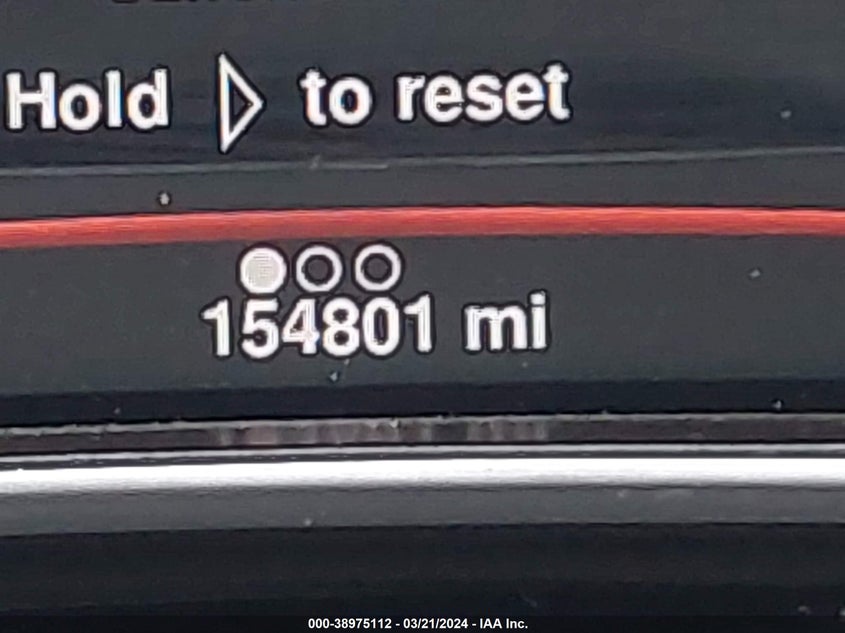 Hold ▷ to reset
154801 mi
000-38975112 - 03/21/2024 - IAA Inc.